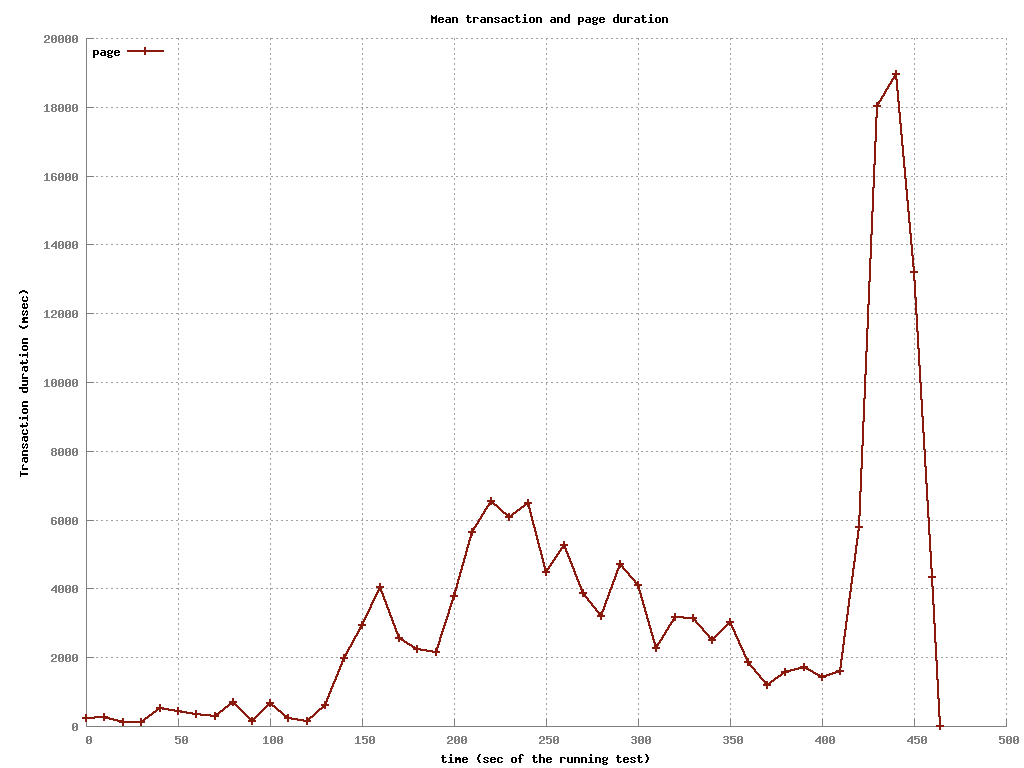 Mean transaction and page duration
page
20000
18000
16000
14000
12000
10000
8000
6000
4000
2000
0
Transaction duration (msec)
0 50 100 150 200 250 300 350 400 450 500
time (sec of the running test)